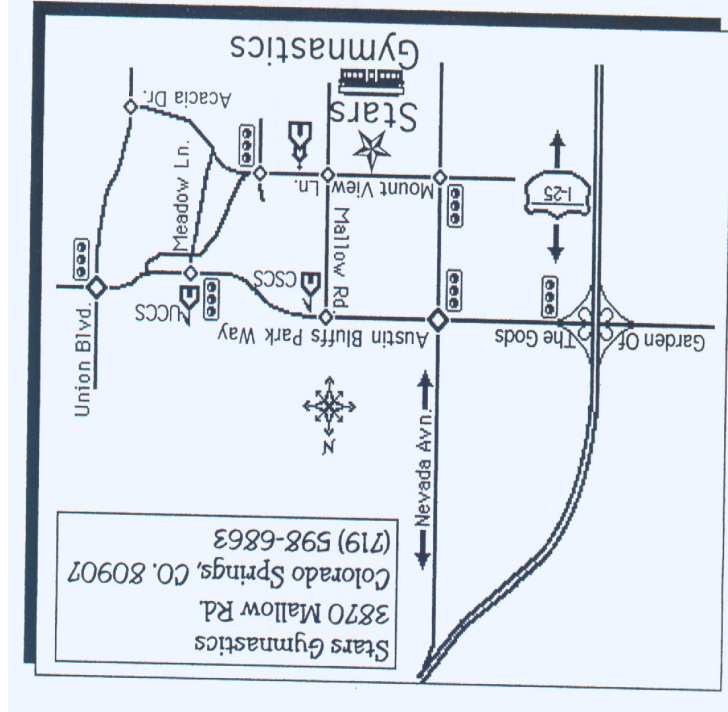 Stars Gymnastics
3870 Mallow Rd.
Colorado Springs, CO. 80907
(719) 598-6863
Nevada Avn.
N
Union Blvd.
Garden Of
The Gods
Austin Bluffs Park Way
UCCS
CSCS
I-25
Mallow Rd
Meadow Ln.
Mount View Ln.
Acacia Dr.
Stars
Gymnastics